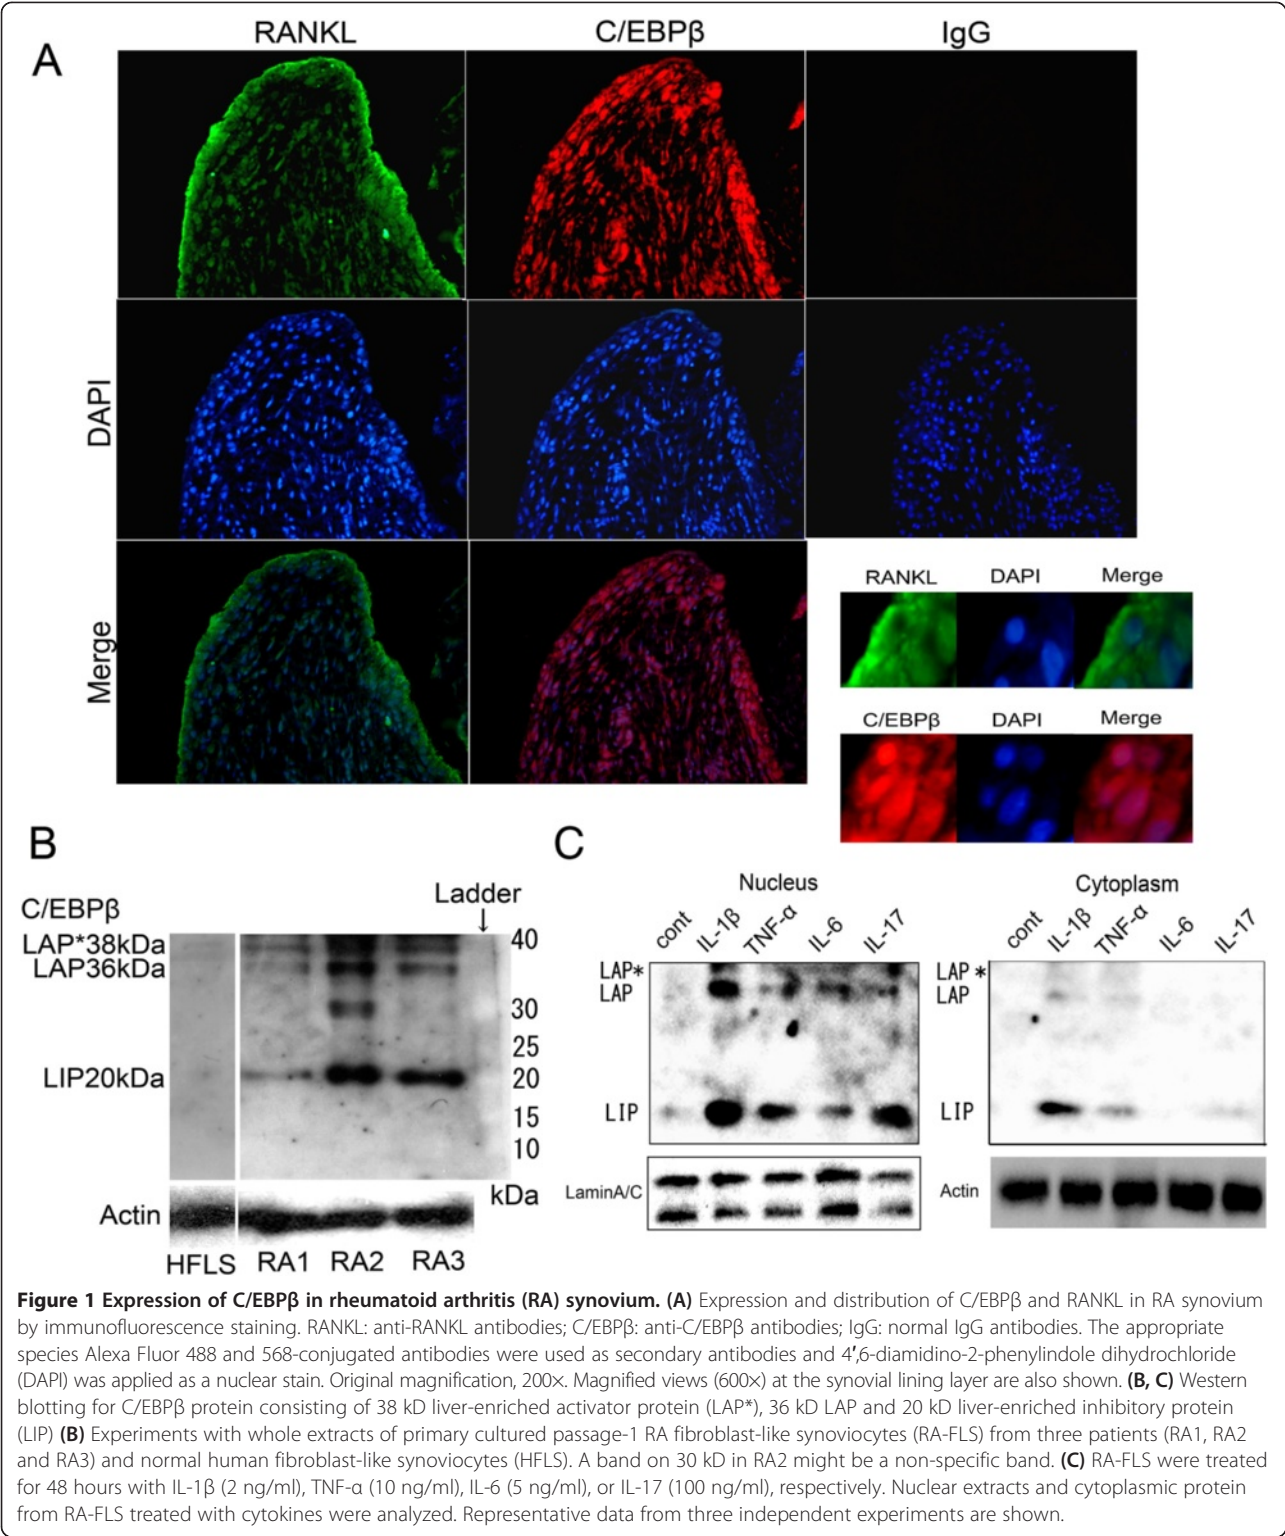 A
RANKL C/EBPβ IgG
DAPI
Merge
RANKL DAPI Merge
C/EBPβ DAPI Merge
B
C/EBPβ
Ladder
LAP*38kDa
LAP36kDa
LIP20kDa
40
30
25
20
15
10
kDa
Actin
HFLS RA1 RA2 RA3
C
Nucleus
cont IL-1β TNF-α IL-6 IL-17
LAP*
LAP
LIP
LaminA/C
Cytoplasm
cont IL-1β TNF-α IL-6 IL-17
LAP *
LAP
LIP
Actin
Figure 1 Expression of C/EBPβ in rheumatoid arthritis (RA) synovium. (A) Expression and distribution of C/EBPβ and RANKL in RA synovium
by immunofluorescence staining. RANKL: anti-RANKL antibodies; C/EBPβ: anti-C/EBPβ antibodies; IgG: normal IgG antibodies. The appropriate
species Alexa Fluor 488 and 568-conjugated antibodies were used as secondary antibodies and 4′,6-diamidino-2-phenylindole dihydrochloride
(DAPI) was applied as a nuclear stain. Original magnification, 200×. Magnified views (600×) at the synovial lining layer are also shown. (B, C) Western
blotting for C/EBPβ protein consisting of 38 kD liver-enriched activator protein (LAP*), 36 kD LAP and 20 kD liver-enriched inhibitory protein
(LIP) (B) Experiments with whole extracts of primary cultured passage-1 RA fibroblast-like synoviocytes (RA-FLS) from three patients (RA1, RA2
and RA3) and normal human fibroblast-like synoviocytes (HFLS). A band on 30 kD in RA2 might be a non-specific band. (C) RA-FLS were treated
for 48 hours with IL-1β (2 ng/ml), TNF-α (10 ng/ml), IL-6 (5 ng/ml), or IL-17 (100 ng/ml), respectively. Nuclear extracts and cytoplasmic protein
from RA-FLS treated with cytokines were analyzed. Representative data from three independent experiments are shown.